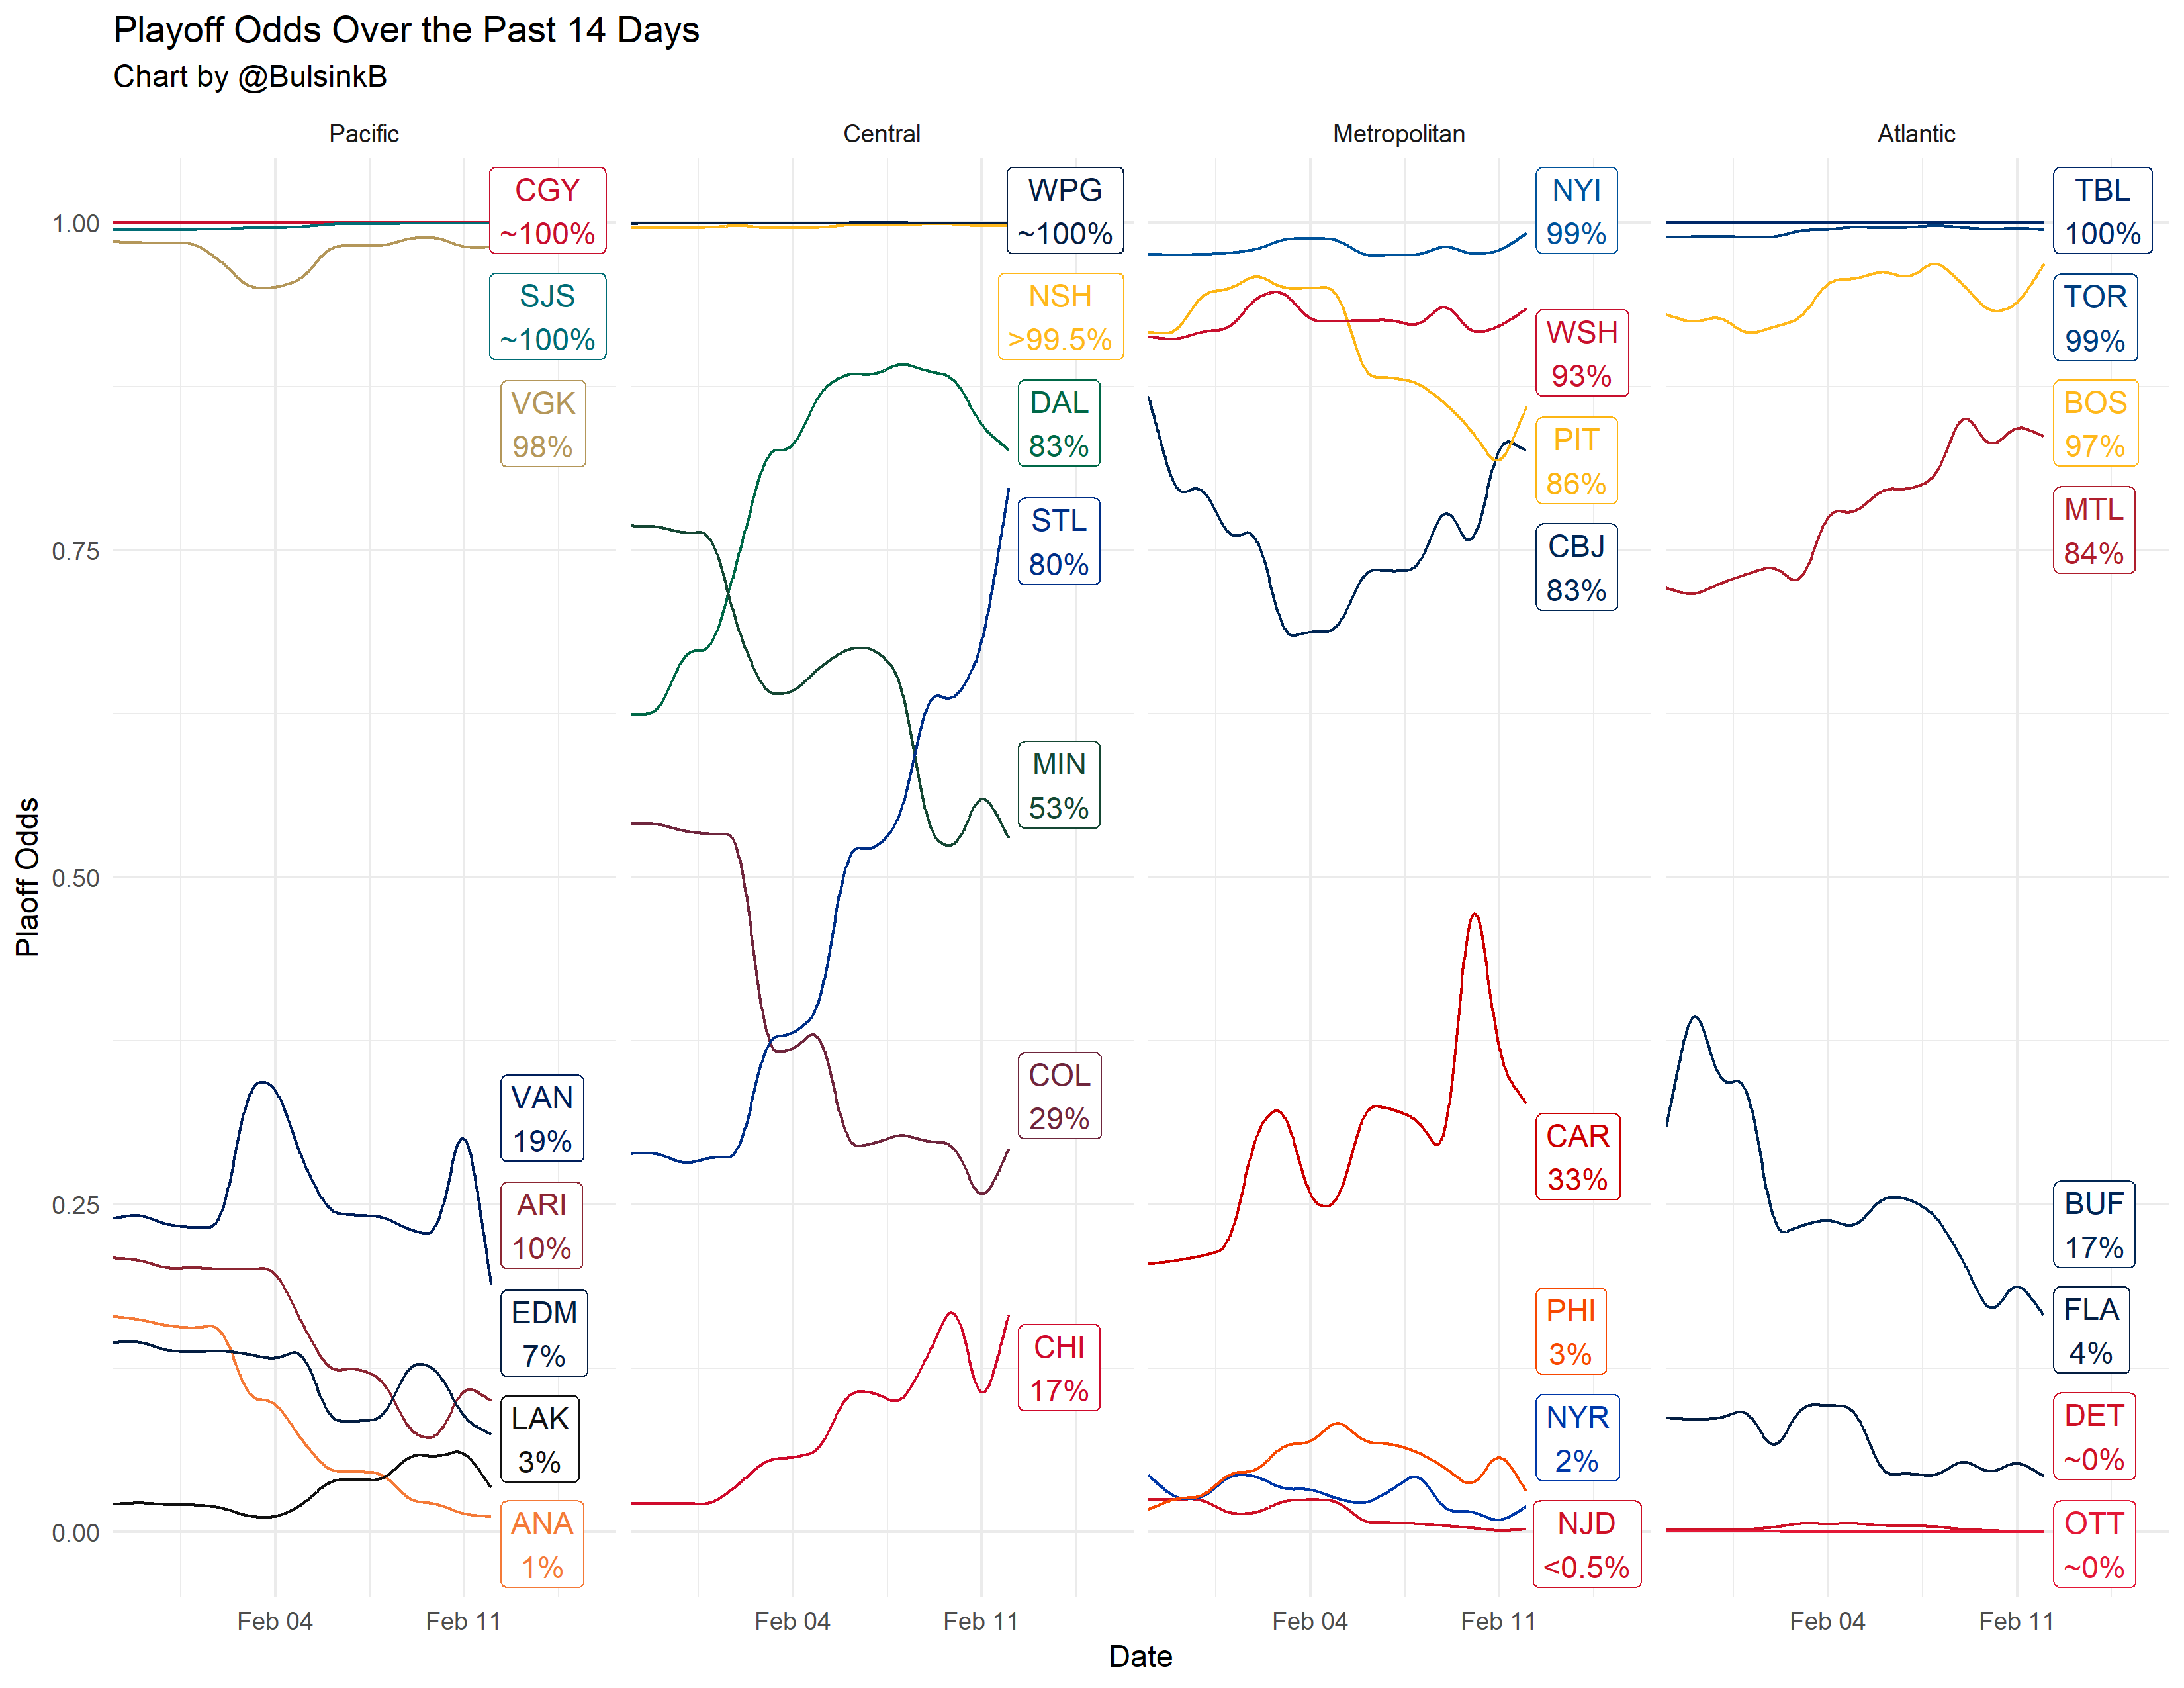 Playoff Odds Over the Past 14 Days
Chart by @BulsinkB
Pacific
Central
Metropolitan
Atlantic
Plaoff Odds
1.00
0.75
0.50
0.25
0.00
CGY
~100%
SJS
~100%
VGK
98%
VAN
19%
ARI
10%
EDM
7%
LAK
3%
ANA
1%
WPG
~100%
NSH
>99.5%
DAL
83%
STL
80%
MIN
53%
COL
29%
CHI
17%
NYI
99%
WSH
93%
PIT
86%
CBJ
83%
CAR
33%
PHI
3%
NYR
2%
NJD
<0.5%
TBL
100%
TOR
99%
BOS
97%
MTL
84%
BUF
17%
FLA
4%
DET
~0%
OTT
~0%
Feb 04
Feb 11
Feb 04
Feb 11
Feb 04
Feb 11
Feb 04
Feb 11
Date